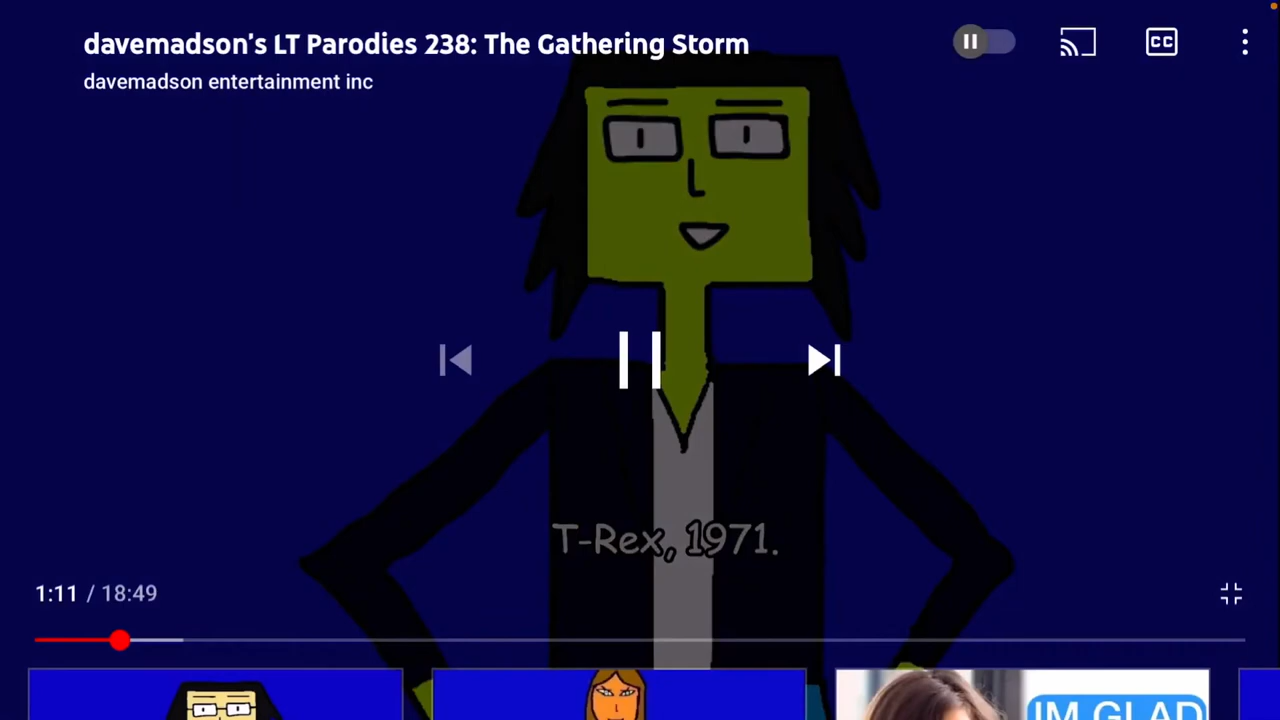 davemadson's LT Parodies 238: The Gathering Storm
davemadson entertainment inc
CC
T-Rex, 1971.
1:11 / 18:49
IM GLAD